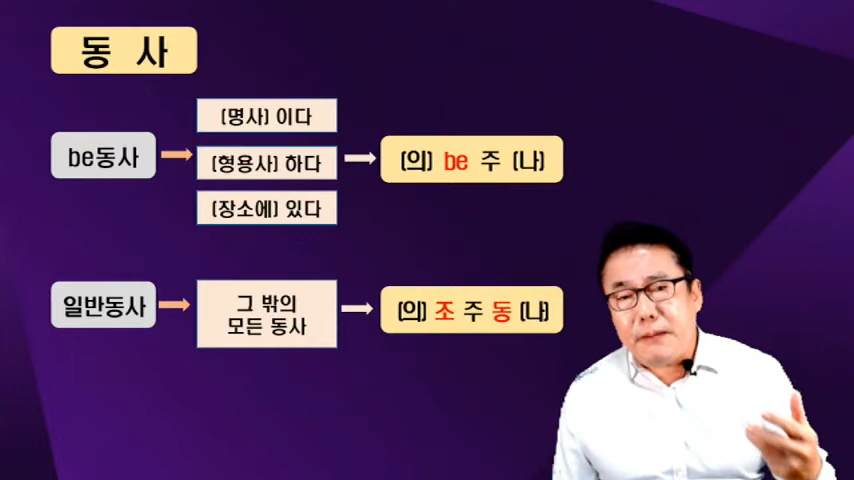 동 사
(명사) 이다
be동사
(형용사) 하다
(의) be 주 (나)
(장소에) 있다
일반동사
그 밖의
모든 동사
(의) 조 주 동 (나)